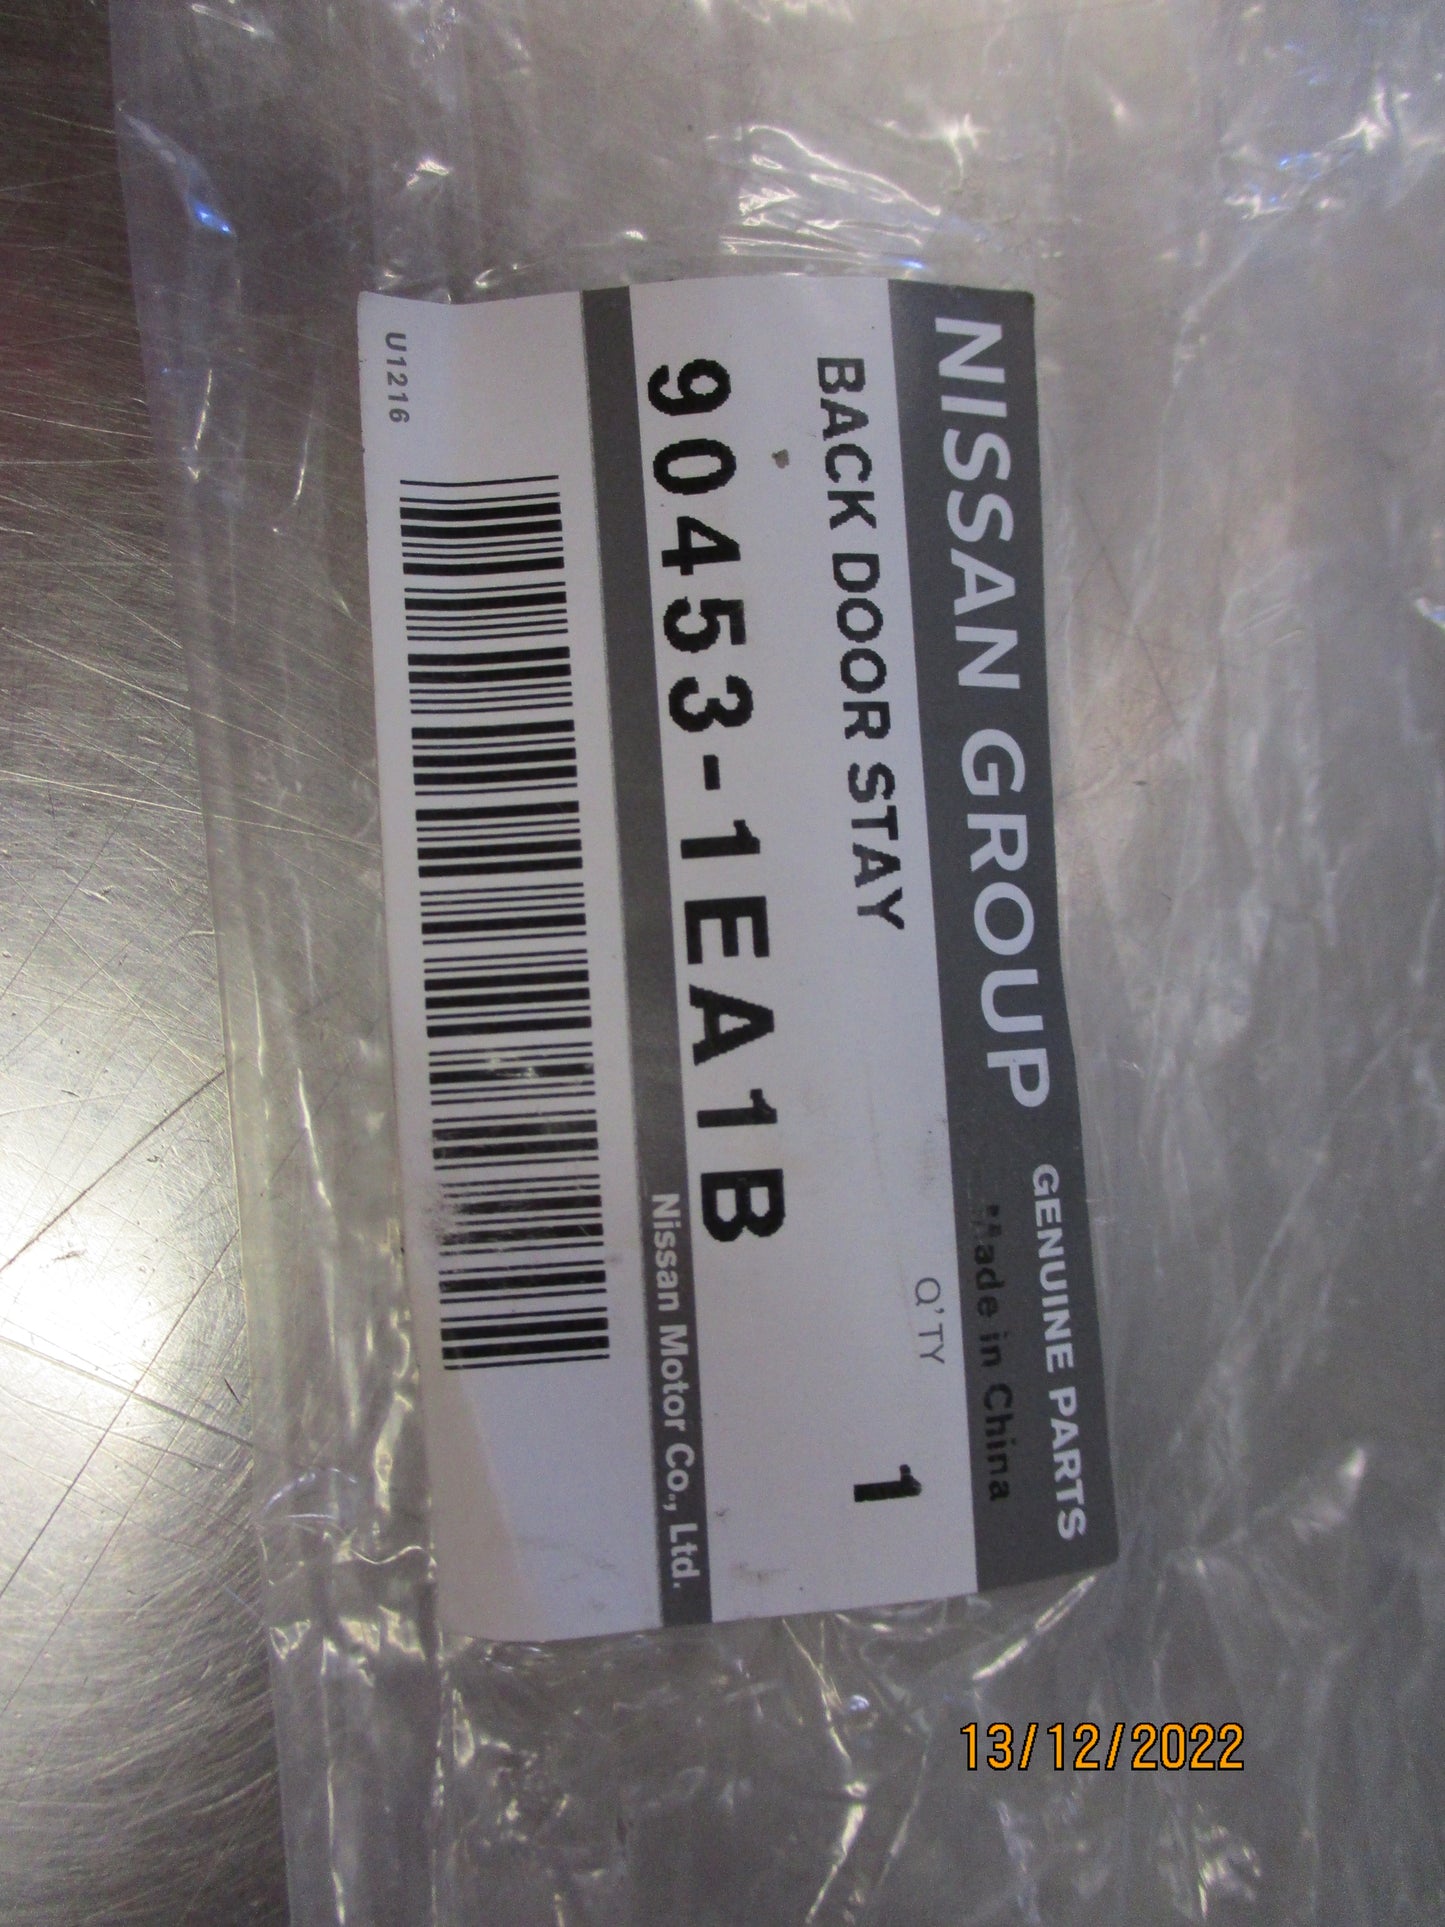 NISSAN GROUP GENUINE PARTS
Made in China
BACK DOOR STAY
Q'TY
1
90453-1EA1B
Nissan Motor Co., Ltd.
U1216
13/12/2022